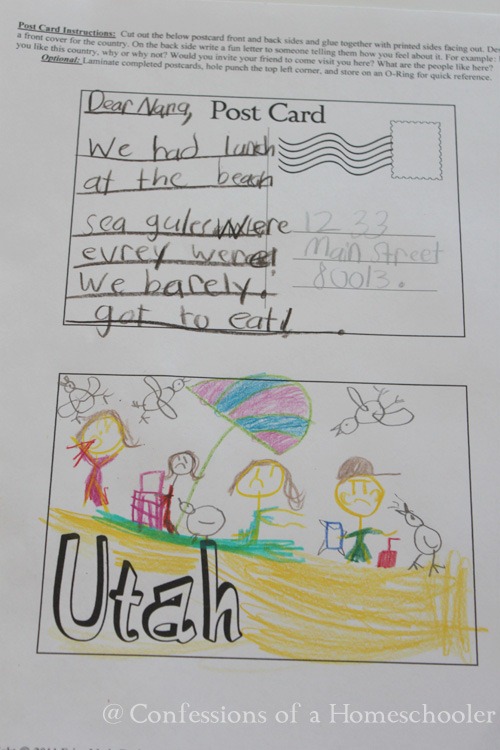 Post Card Instructions: Cut out the below postcard front and back sides and glue together with printed sides facing out. De
a front cover for the country. On the back side write a fun letter to someone telling them how you feel about it. For example:
you like this country, why or why not? Would you invite your friend to come visit you here? What are the people like here?
Optional: Laminate completed postcards, hole punch the top left corner, and store on an O-Ring for quick reference.
Dear Nana, Post Card
We had lunch
at the beach
sea gulers were 1233
evrey were Main Street
We barely. 80013.
got to eat! .
Utah
@ Confessions of a Homeschooler